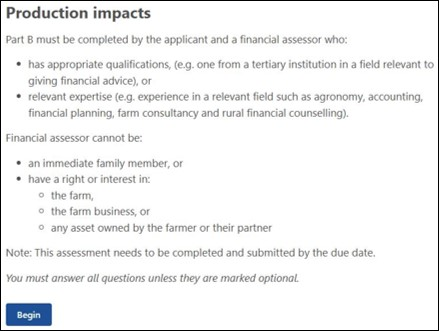 Production impacts
Part B must be completed by the applicant and a financial assessor who:
• has appropriate qualifications, (e.g. one from a tertiary institution in a field relevant to
giving financial advice), or
• relevant expertise (e.g. experience in a relevant field such as agronomy, accounting,
financial planning, farm consultancy and rural financial counselling).
Financial assessor cannot be:
• an immediate family member, or
• have a right or interest in:
○ the farm,
○ the farm business, or
○ any asset owned by the farmer or their partner
Note: This assessment needs to be completed and submitted by the due date.
You must answer all questions unless they are marked optional.
Begin